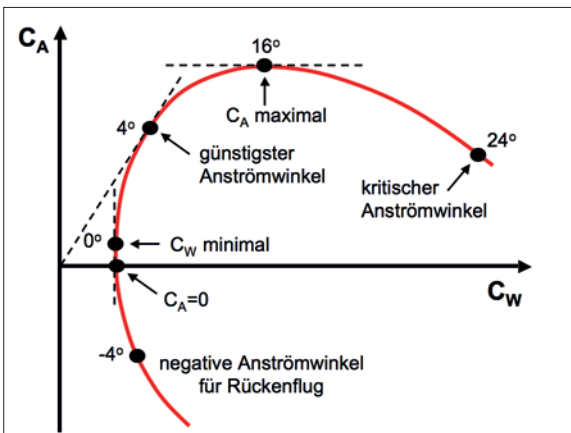 C_A
16°
C_A maximal
4°
günstigster
Anströmwinkel
24°
kritischer
Anströmwinkel
0°
C_W minimal
C_W
C_A=0
-4°
negative Anströmwinkel
für Rückenflug